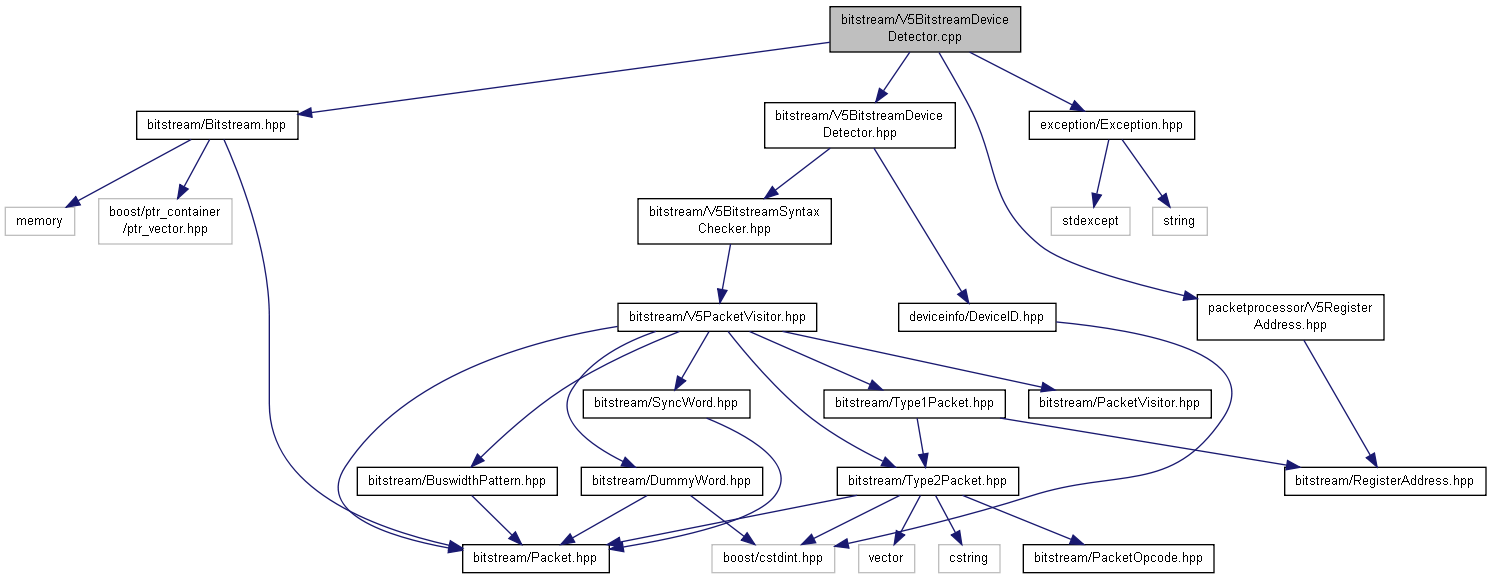 bitstream/V5BitstreamDevice
Detector.cpp
bitstream/Bitstream.hpp
bitstream/V5BitstreamDevice
Detector.hpp
exception/Exception.hpp
memory
boost/ptr_container
/ptr_vector.hpp
bitstream/V5BitstreamSyntax
Checker.hpp
stdexcept
string
bitstream/V5PacketVisitor.hpp
deviceinfo/DeviceID.hpp
packetprocessor/V5Register
Address.hpp
bitstream/SyncWord.hpp
bitstream/Type1Packet.hpp
bitstream/PacketVisitor.hpp
bitstream/BuswidthPattern.hpp
bitstream/DummyWord.hpp
bitstream/Type2Packet.hpp
bitstream/RegisterAddress.hpp
bitstream/Packet.hpp
boost/cstdint.hpp
vector
cstring
bitstream/PacketOpcode.hpp